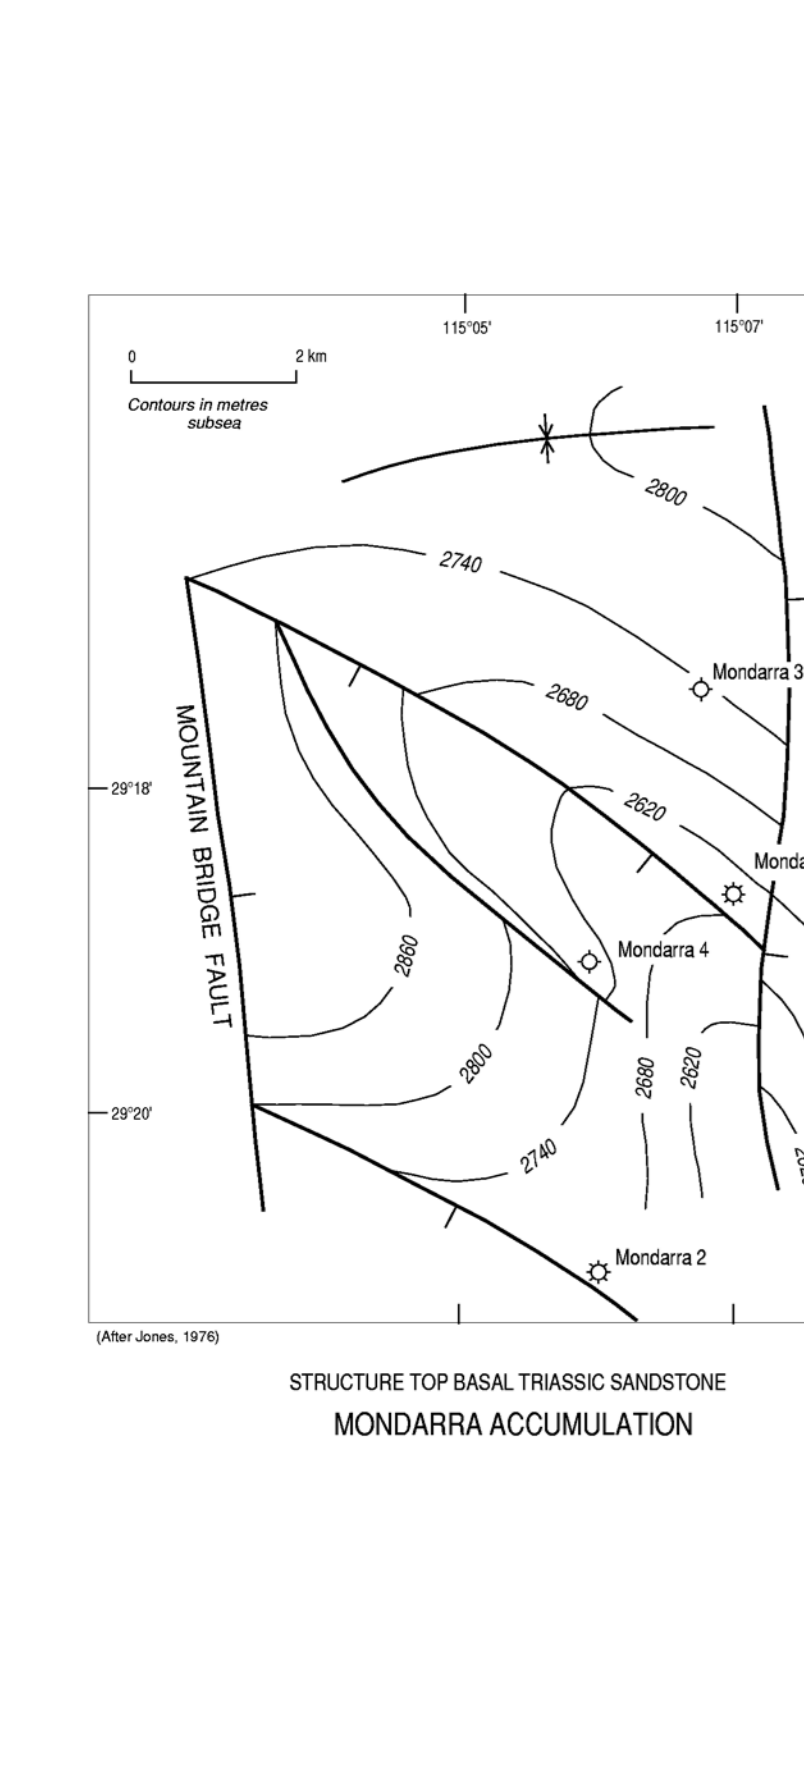 115°05'
115°07'
0
2 km
Contours in metres
subsea
2800
2740
Mondarra 3
2680
MOUNTAIN BRIDGE FAULT
29°18'
2620
Mondarra 4
2860
2800
2680
2620
29°20'
2740
Mondarra 2
(After Jones, 1976)
STRUCTURE TOP BASAL TRIASSIC SANDSTONE
MONDARRA ACCUMULATION